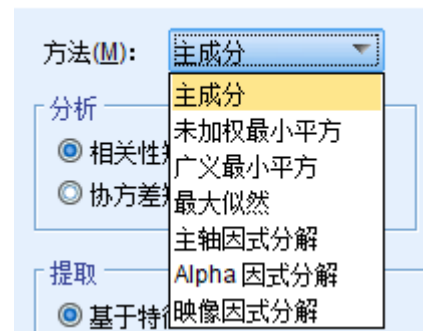 方法(M):
主成分
主成分
未加权最小平方
广义最小平方
最大似然
主轴因式分解
Alpha 因式分解
映像因式分解
分析
相关性
协方差
提取
基于特